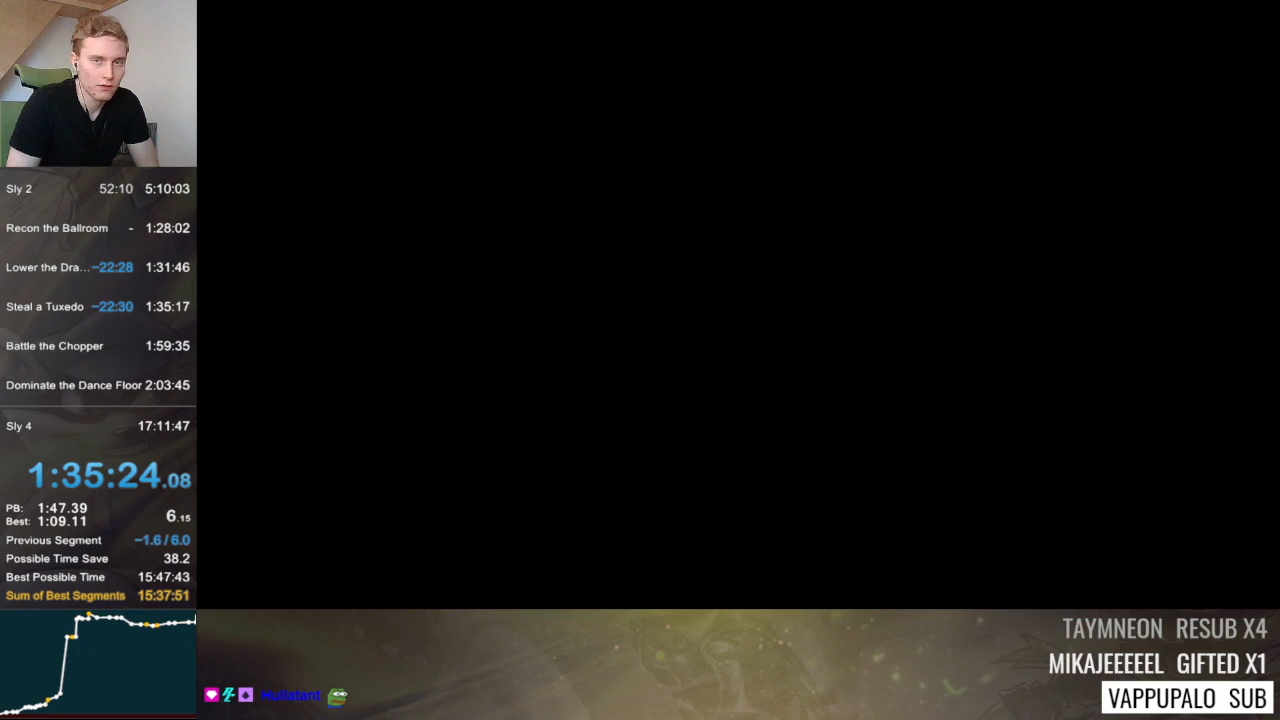 Sly 2 52:10 5:10:03
Recon the Ballroom - 1:28:02
Lower the Dra... -22:28 1:31:46
Steal a Tuxedo -22:30 1:35:17
Battle the Chopper 1:59:35
Dominate the Dance Floor 2:03:45
Sly 4 17:11:47
1:35:24.08
PB: 1:47.39
Best: 1:09.11
6.15
Previous Segment -1.6 / 6.0
Possible Time Save 38.2
Best Possible Time 15:47:43
Sum of Best Segments 15:37:51
TAYMNEON RESUB X4
MIKAJEEEEEL GIFTED X1
VAPPUPALO SUB